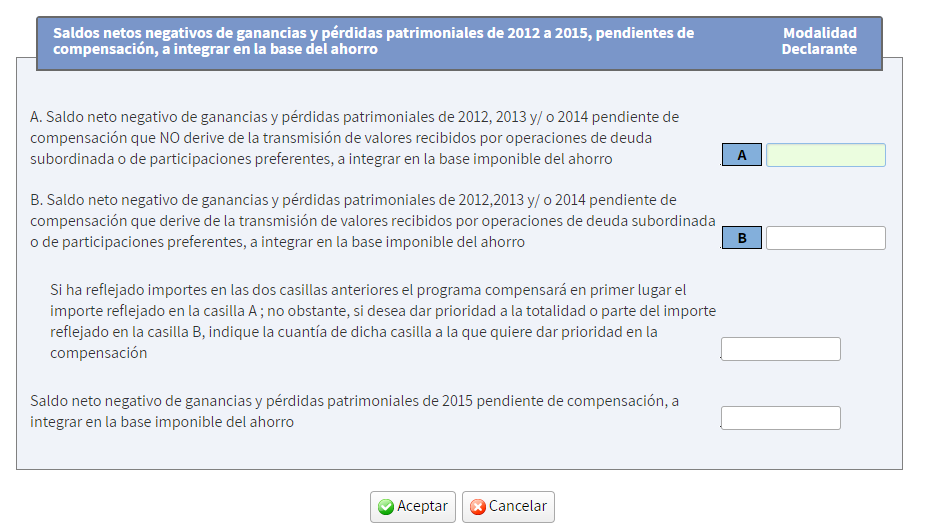 Saldos netos negativos de ganancias y pérdidas patrimoniales de 2012 a 2015, pendientes de
compensación, a integrar en la base del ahorro
Modalidad
Declarante
A. Saldo neto negativo de ganancias y pérdidas patrimoniales de 2012, 2013 y/ o 2014 pendiente de
compensación que NO derive de la transmisión de valores recibidos por operaciones de deuda
subordinada o de participaciones preferentes, a integrar en la base imponible del ahorro
A
B. Saldo neto negativo de ganancias y pérdidas patrimoniales de 2012,2013 y/ o 2014 pendiente de
compensación que derive de la transmisión de valores recibidos por operaciones de deuda subordinada
o de participaciones preferentes, a integrar en la base imponible del ahorro
B
Si ha reflejado importes en las dos casillas anteriores el programa compensará en primer lugar el
importe reflejado en la casilla A ; no obstante, si desea dar prioridad a la totalidad o parte del importe
reflejado en la casilla B, indique la cuantía de dicha casilla a la que quiere dar prioridad en la
compensación
Saldo neto negativo de ganancias y pérdidas patrimoniales de 2015 pendiente de compensación, a
integrar en la base imponible del ahorro
Aceptar
Cancelar